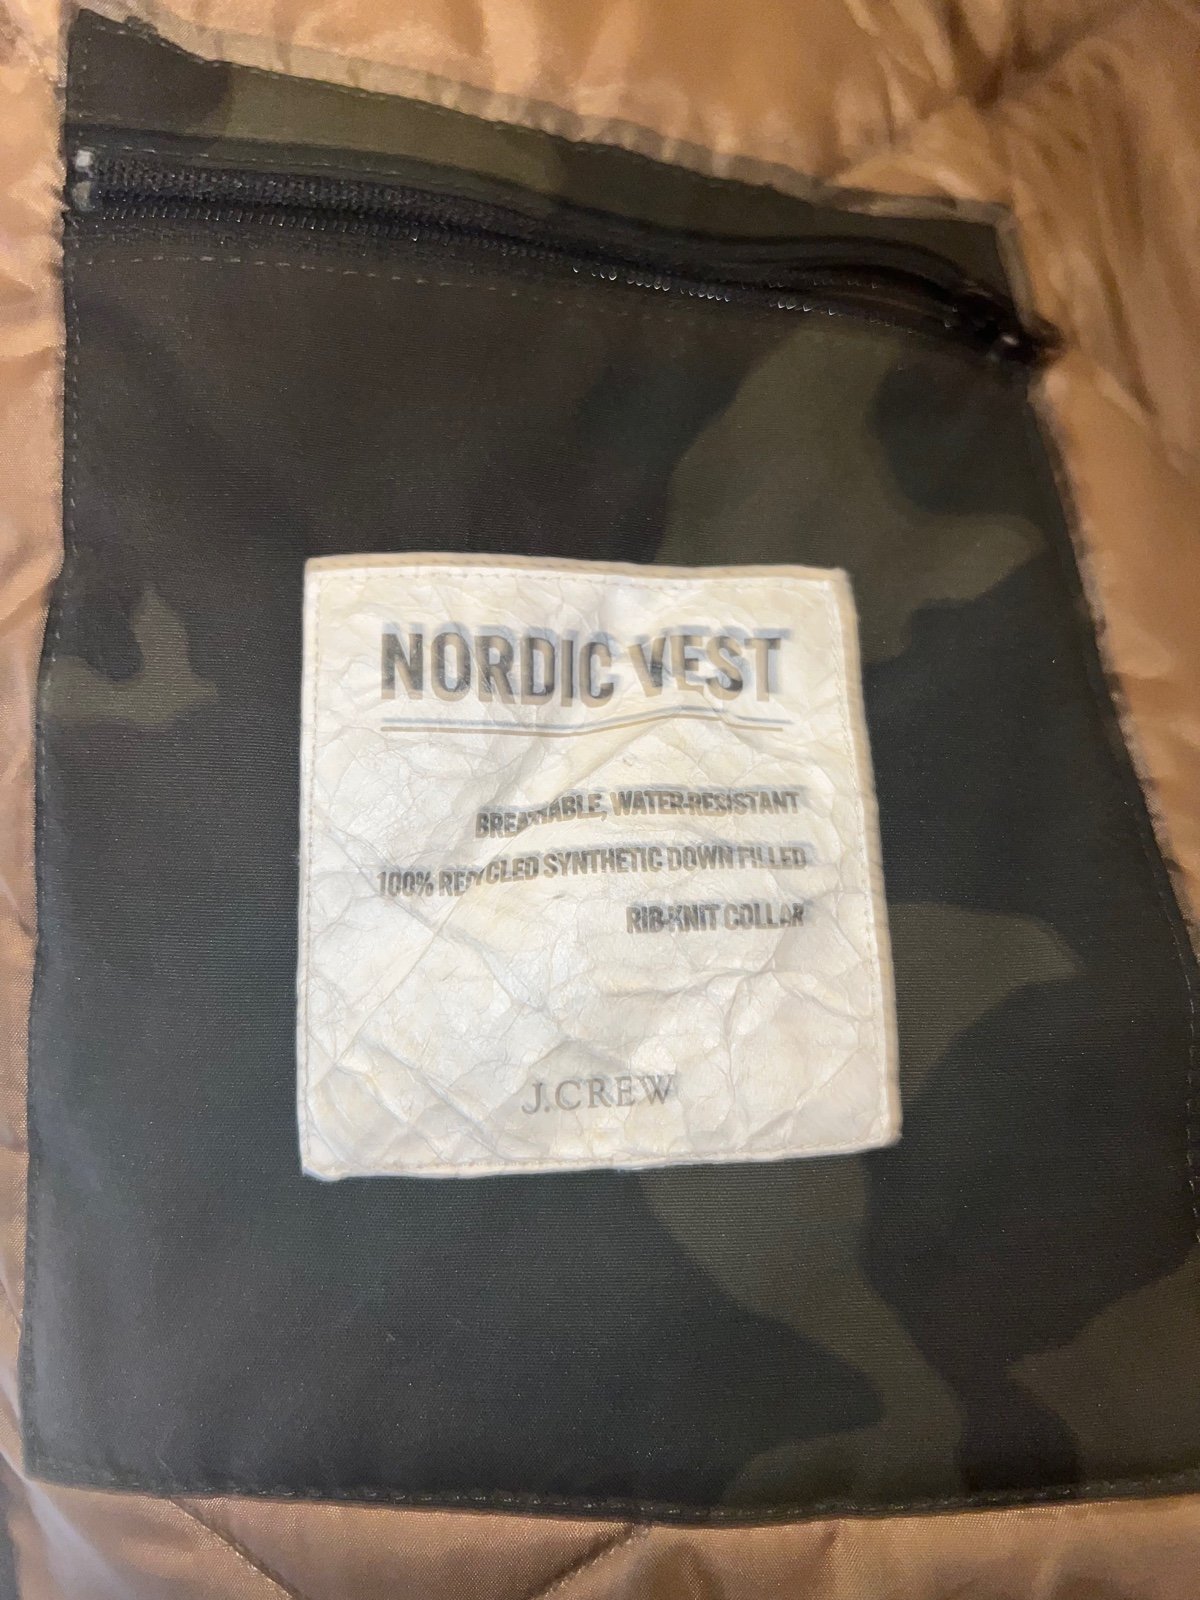 NORDIC VEST
BREATHABLE, WATER-RESISTANT
100% RECYCLED SYNTHETIC DOWN FILLED
RIB-KNIT COLLAR
J.CREW